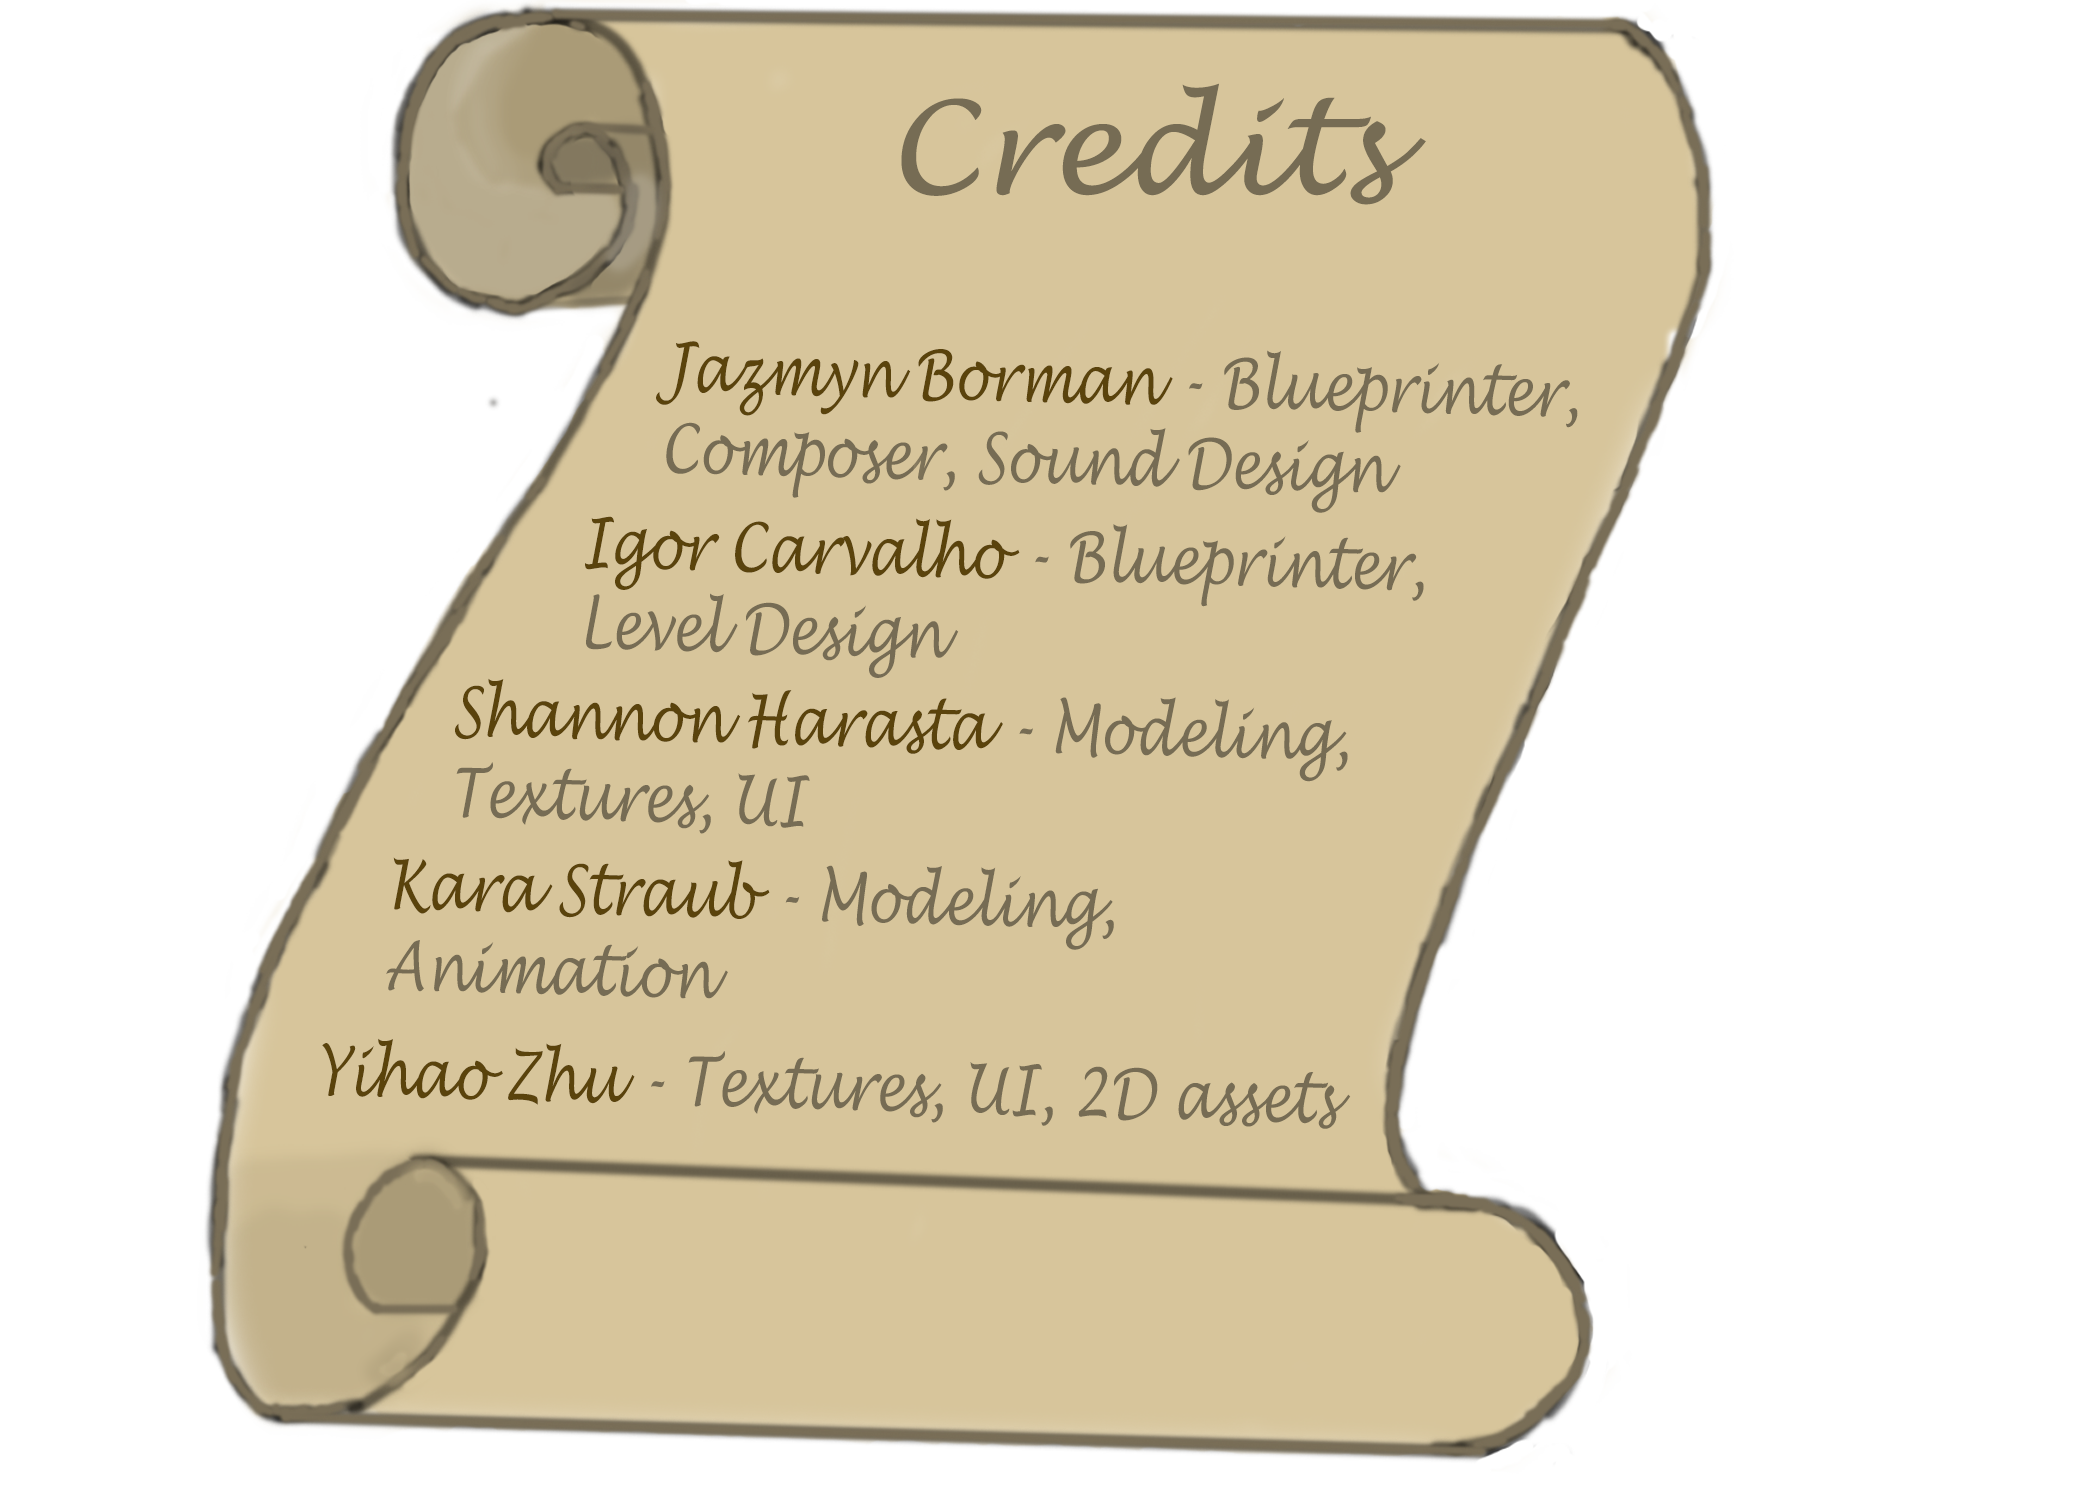 Credits
Jazmyn Borman - Blueprinter,
Composer, Sound Design
Igor Carvalho - Blueprinter,
Level Design
Shannon Harasta - Modeling,
Textures, UI
Kara Straub - Modeling,
Animation
Yihao Zhu - Textures, UI, 2D assets